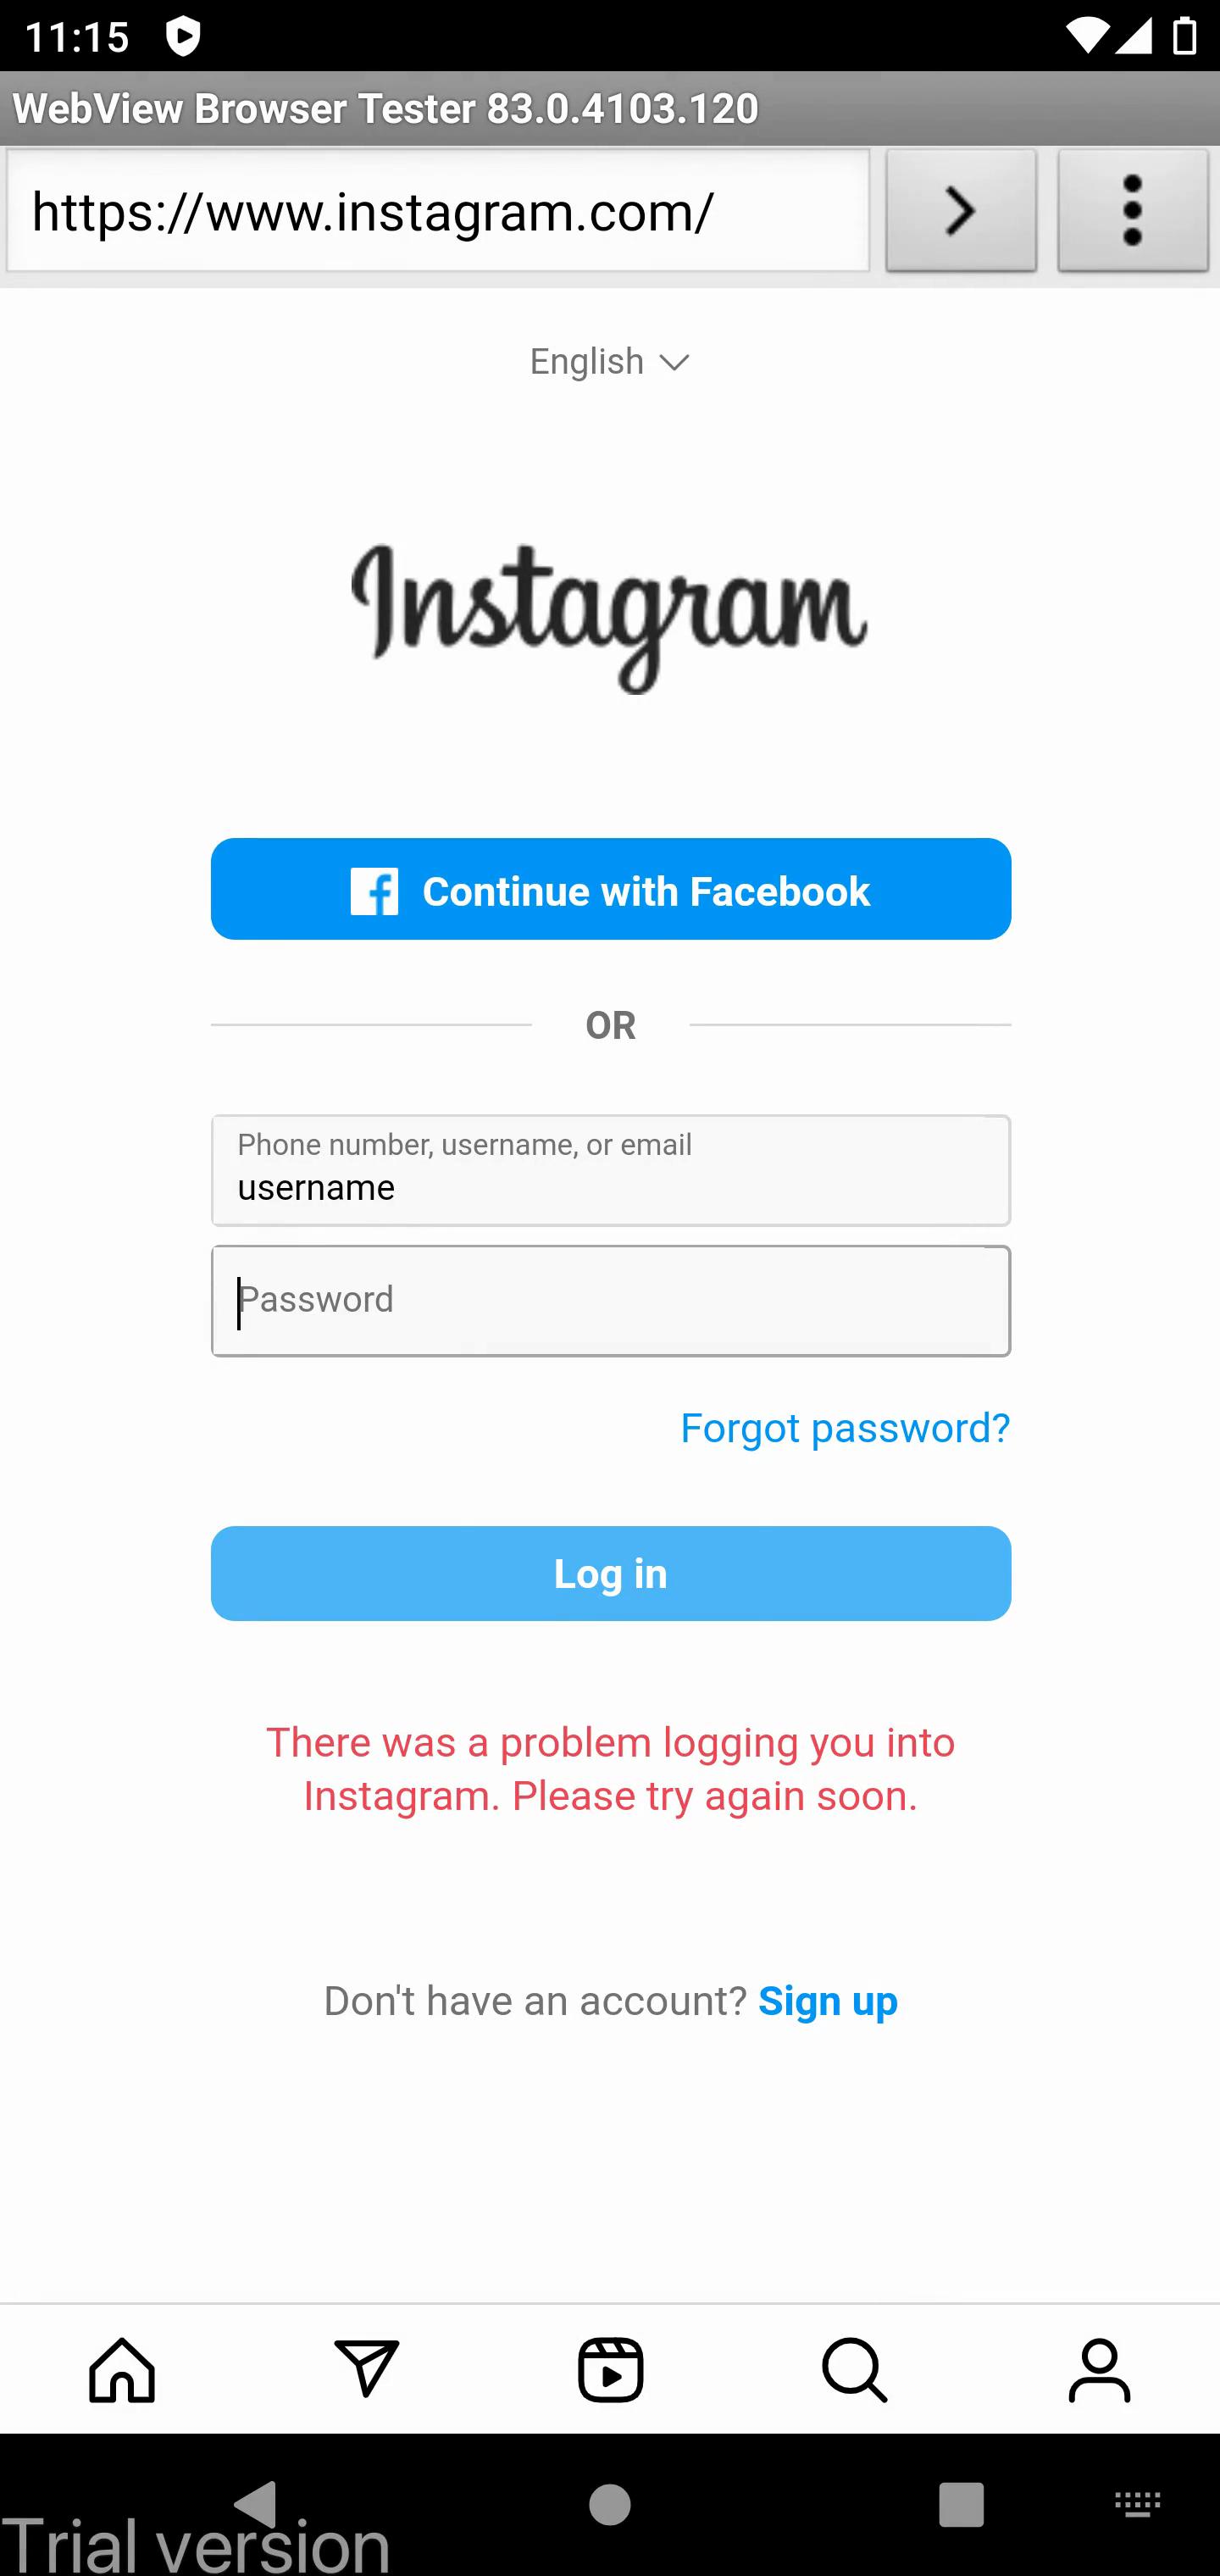 11:15
WebView Browser Tester 83.0.4103.120
https://www.instagram.com/
English
Instagram
Continue with Facebook
OR
Phone number, username, or email
username
Password
Forgot password?
Log in
There was a problem logging you into
Instagram. Please try again soon.
Don't have an account? Sign up
Trial version